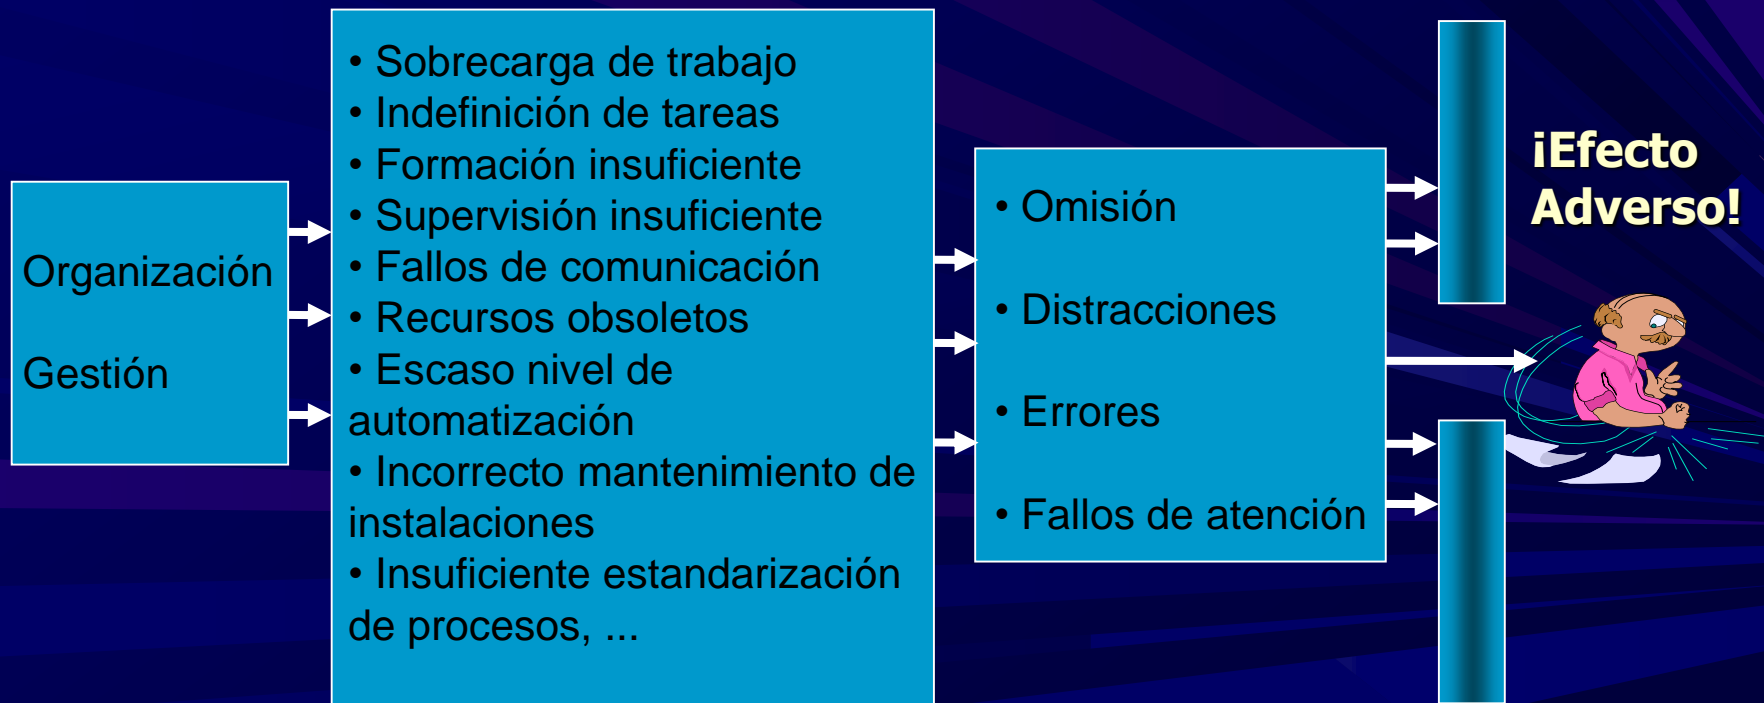 Organización
Gestión
• Sobrecarga de trabajo
• Indefinición de tareas
• Formación insuficiente
• Supervisión insuficiente
• Fallos de comunicación
• Recursos obsoletos
• Escaso nivel de
automatización
• Incorrecto mantenimiento de
instalaciones
• Insuficiente estandarización
de procesos, ...
• Omisión
• Distracciones
• Errores
• Fallos de atención
¡Efecto
Adverso!